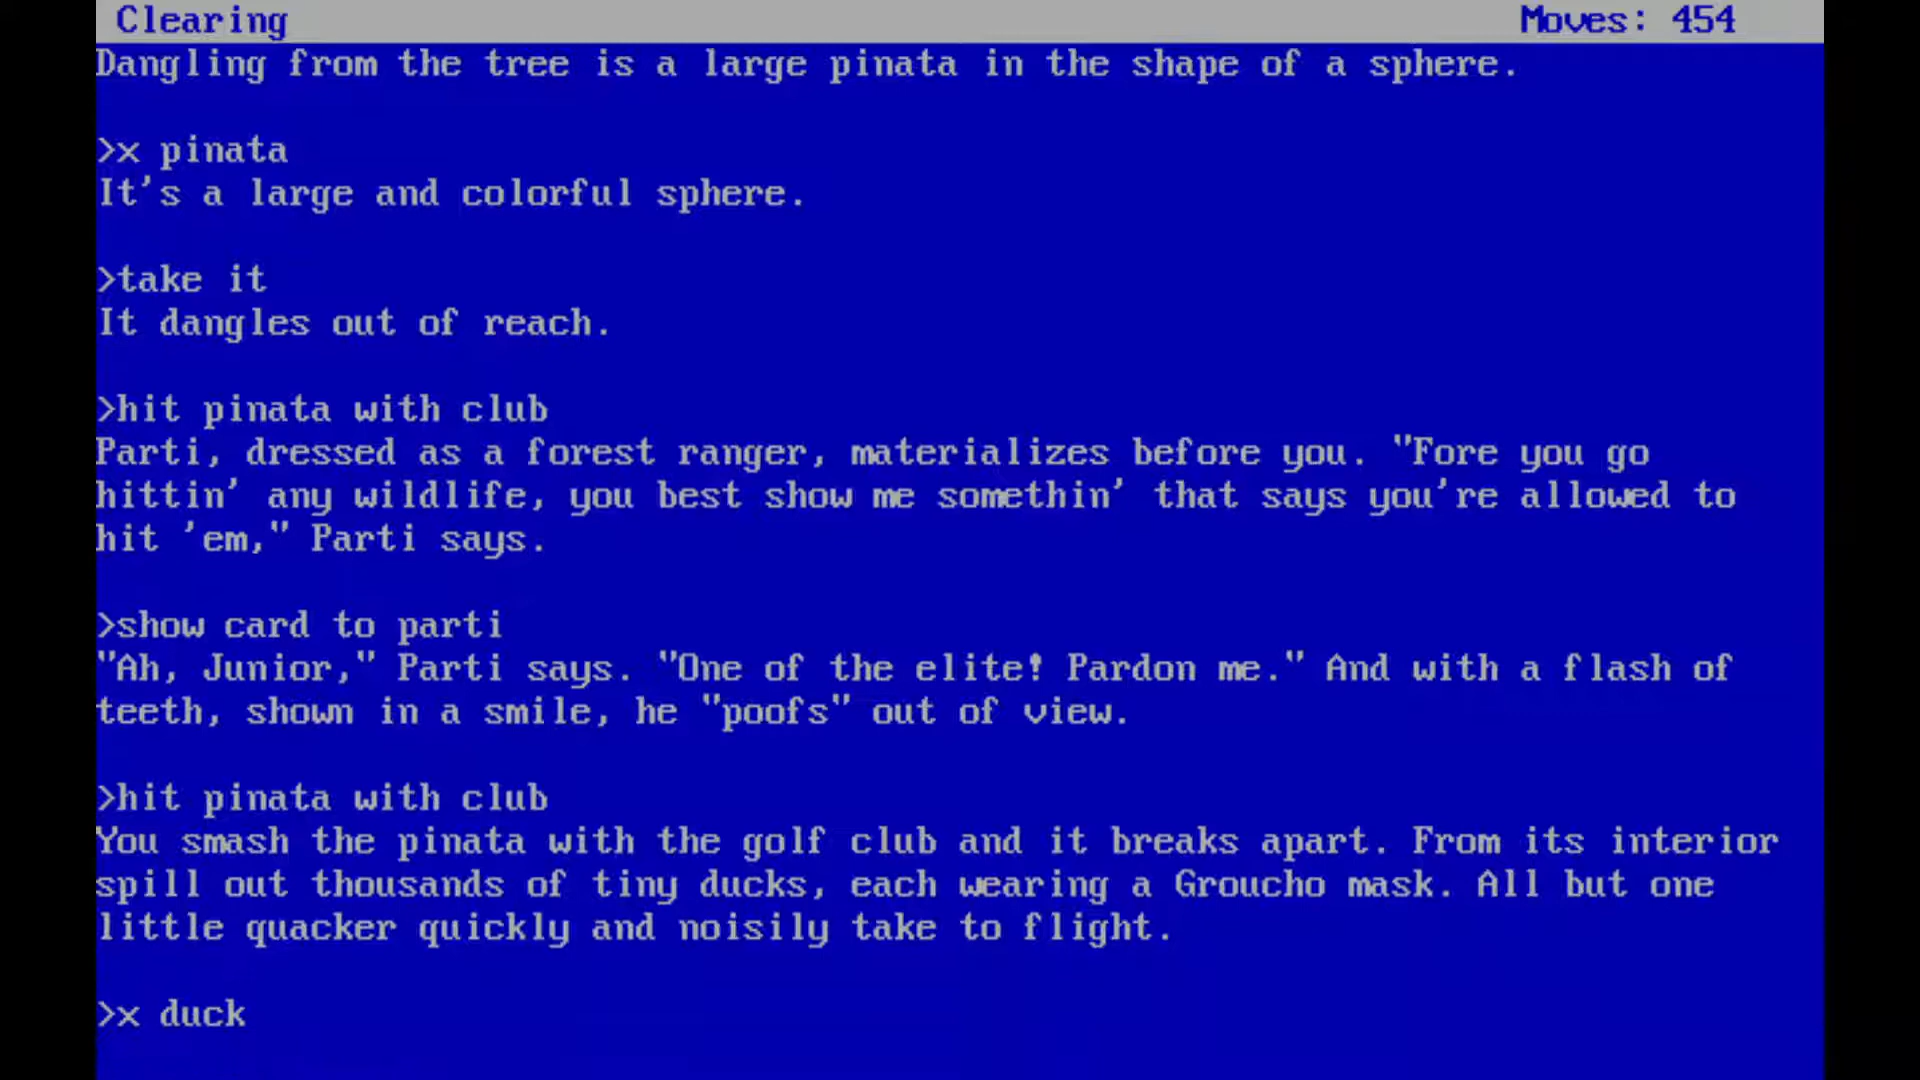 Clearing Moves: 454
Dangling from the tree is a large pinata in the shape of a sphere.
>x pinata
It's a large and colorful sphere.
>take it
It dangles out of reach.
>hit pinata with club
Parti, dressed as a forest ranger, materializes before you. "Fore you go
hittin' any wildlife, you best show me somethin' that says you're allowed to
hit 'em," Parti says.
>show card to parti
"Ah, Junior," Parti says. "One of the elite! Pardon me." And with a flash of
teeth, shown in a smile, he "poofs" out of view.
>hit pinata with club
You smash the pinata with the golf club and it breaks apart. From its interior
spill out thousands of tiny ducks, each wearing a Groucho mask. All but one
little quacker quickly and noisily take to flight.
>x duck